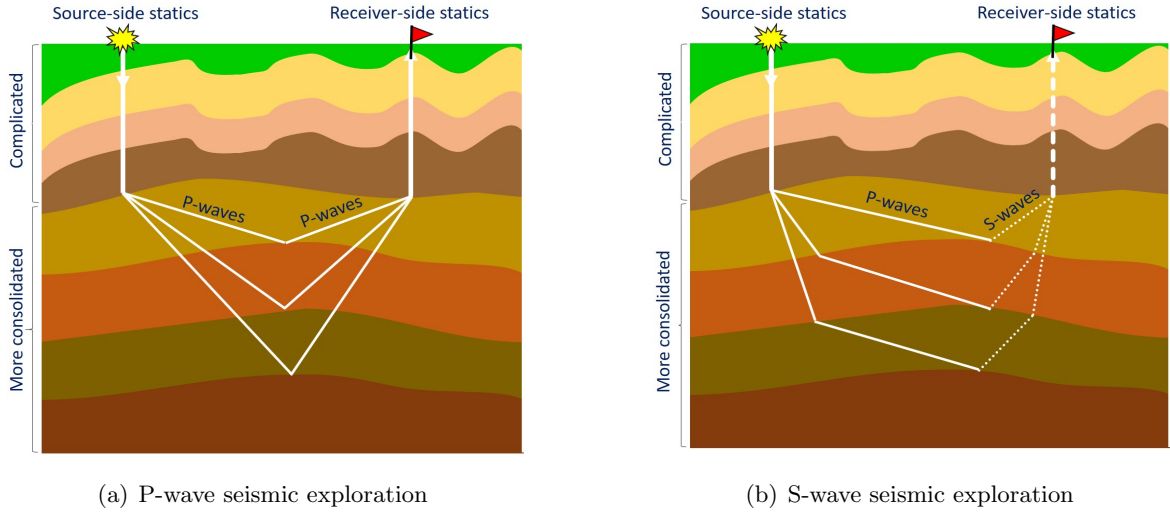 Source-side statics
Receiver-side statics
Complicated
More consolidated
P-waves
P-waves
(a) P-wave seismic exploration
Source-side statics
Receiver-side statics
Complicated
More consolidated
P-waves
S-waves
(b) S-wave seismic exploration